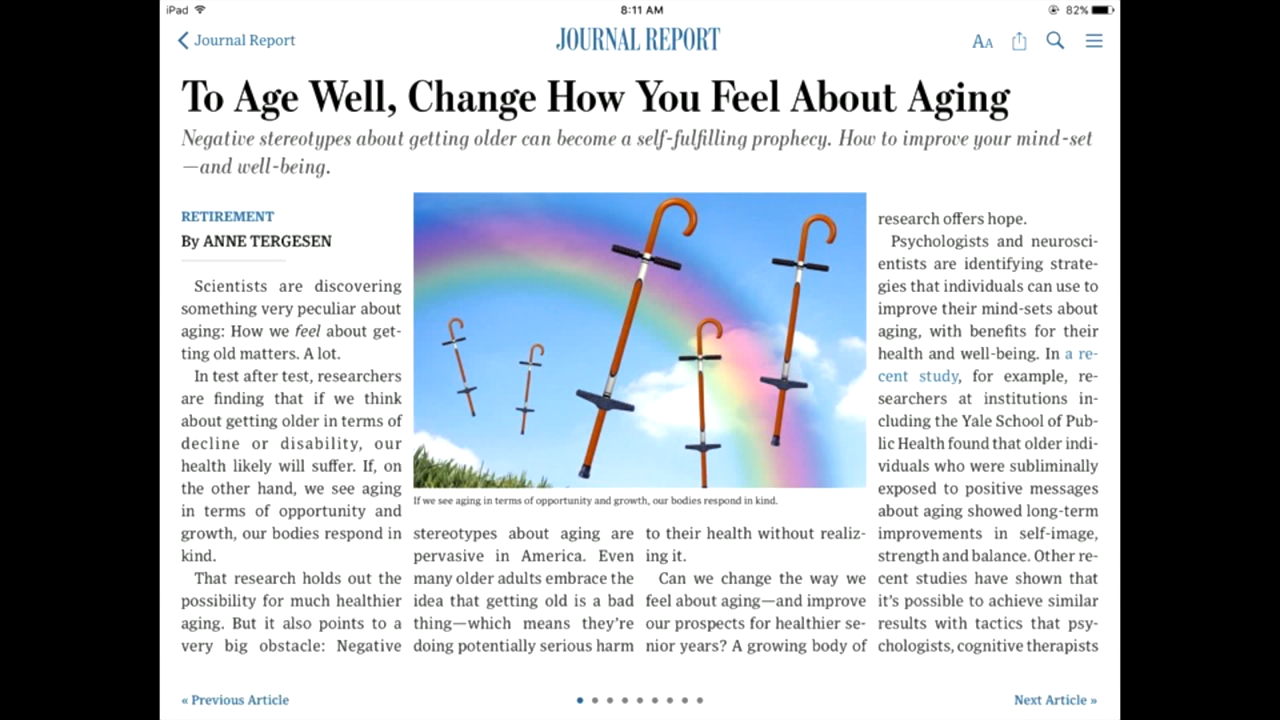 iPad
8:11 AM
82%
Journal Report
JOURNAL REPORT
AA
To Age Well, Change How You Feel About Aging
Negative stereotypes about getting older can become a self-fulfilling prophecy. How to improve your mind-set
—and well-being.
RETIREMENT
By ANNE TERGESEN
Scientists are discovering
something very peculiar about
aging: How we feel about get-
ting old matters. A lot.
In test after test, researchers
are finding that if we think
about getting older in terms of
decline or disability, our
health likely will suffer. If, on
the other hand, we see aging
in terms of opportunity and
growth, our bodies respond in
kind.
That research holds out the
possibility for much healthier
aging. But it also points to a
very big obstacle: Negative
If we see aging in terms of opportunity and growth, our bodies respond in kind.
stereotypes about aging are
pervasive in America. Even
many older adults embrace the
idea that getting old is a bad
thing—which means they're
doing potentially serious harm
to their health without realiz-
ing it.
Can we change the way we
feel about aging—and improve
our prospects for healthier se-
nior years? A growing body of
research offers hope.
Psychologists and neurosci-
entists are identifying strate-
gies that individuals can use to
improve their mind-sets about
aging, with benefits for their
health and well-being. In a re-
cent study, for example, re-
searchers at institutions in-
cluding the Yale School of Pub-
lic Health found that older indi-
viduals who were subliminally
exposed to positive messages
about aging showed long-term
improvements in self-image,
strength and balance. Other re-
cent studies have shown that
it's possible to achieve similar
results with tactics that psy-
chologists, cognitive therapists
« Previous Article
Next Article »